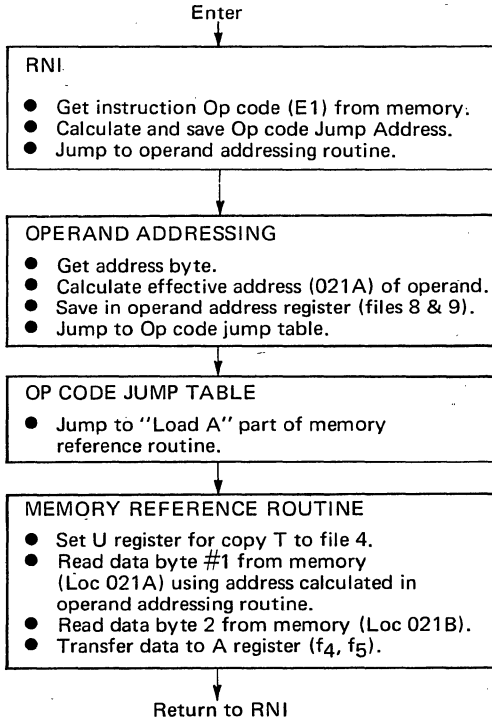 Enter
RNI
● Get instruction Op code (E1) from memory.
● Calculate and save Op code Jump Address.
● Jump to operand addressing routine.
OPERAND ADDRESSING
● Get address byte.
● Calculate effective address (021A) of operand.
● Save in operand address register (files 8 & 9).
● Jump to Op code jump table.
OP CODE JUMP TABLE
● Jump to "Load A" part of memory
reference routine.
MEMORY REFERENCE ROUTINE
● Set U register for copy T to file 4.
● Read data byte #1 from memory
(Loc 021A) using address calculated in
operand addressing routine.
● Read data byte 2 from memory (Loc 021B).
● Transfer data to A register (f4, f5).
Return to RNI